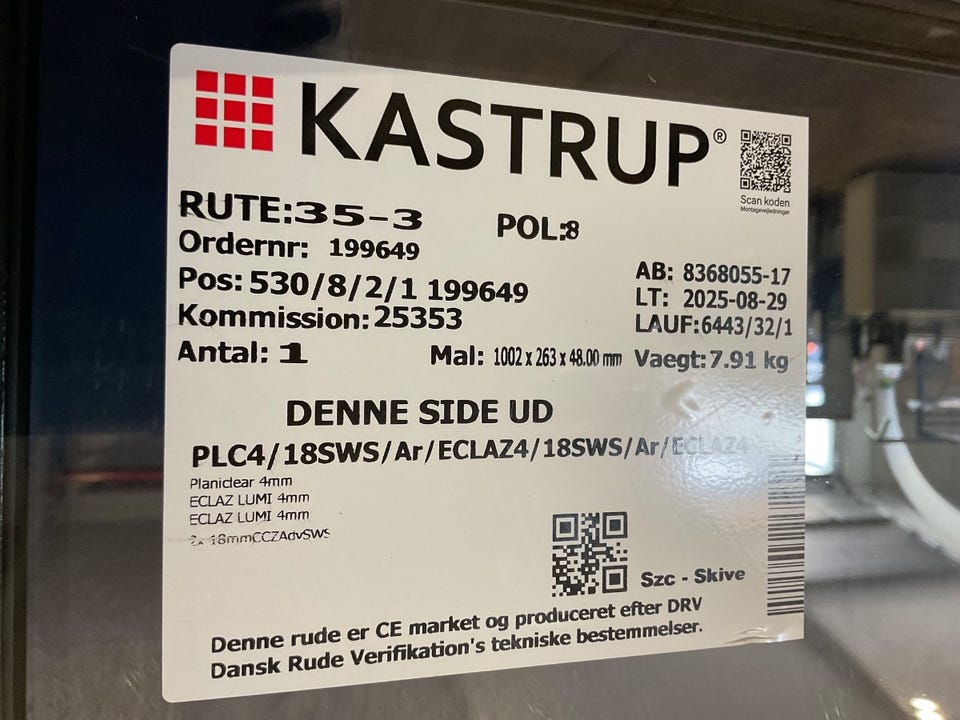 KASTRUP®
Scan koden
Montagevejledninger
RUTE:35-3
POL:8
Ordernr: 199649
Pos: 530/8/2/1 199649
Kommission:25353
Antal: 1
AB: 8368055-17
LT: 2025-08-29
LAUF:6443/32/1
Mal: 1002 x 263 x 48.00 mm Vaegt:7.91 kg
DENNE SIDE UD
PLC4/18SWS/Ar/ECLAZ4/18SWS/Ar/ECLAZ4
Planiclear 4mm
ECLAZ LUMI 4mm
ECLAZ LUMI 4mm
2x 18mmCCZAdvSWS
Szc - Skive
Denne rude er CE market og produceret efter DRV
Dansk Rude Verifikation's tekniske bestemmelser.